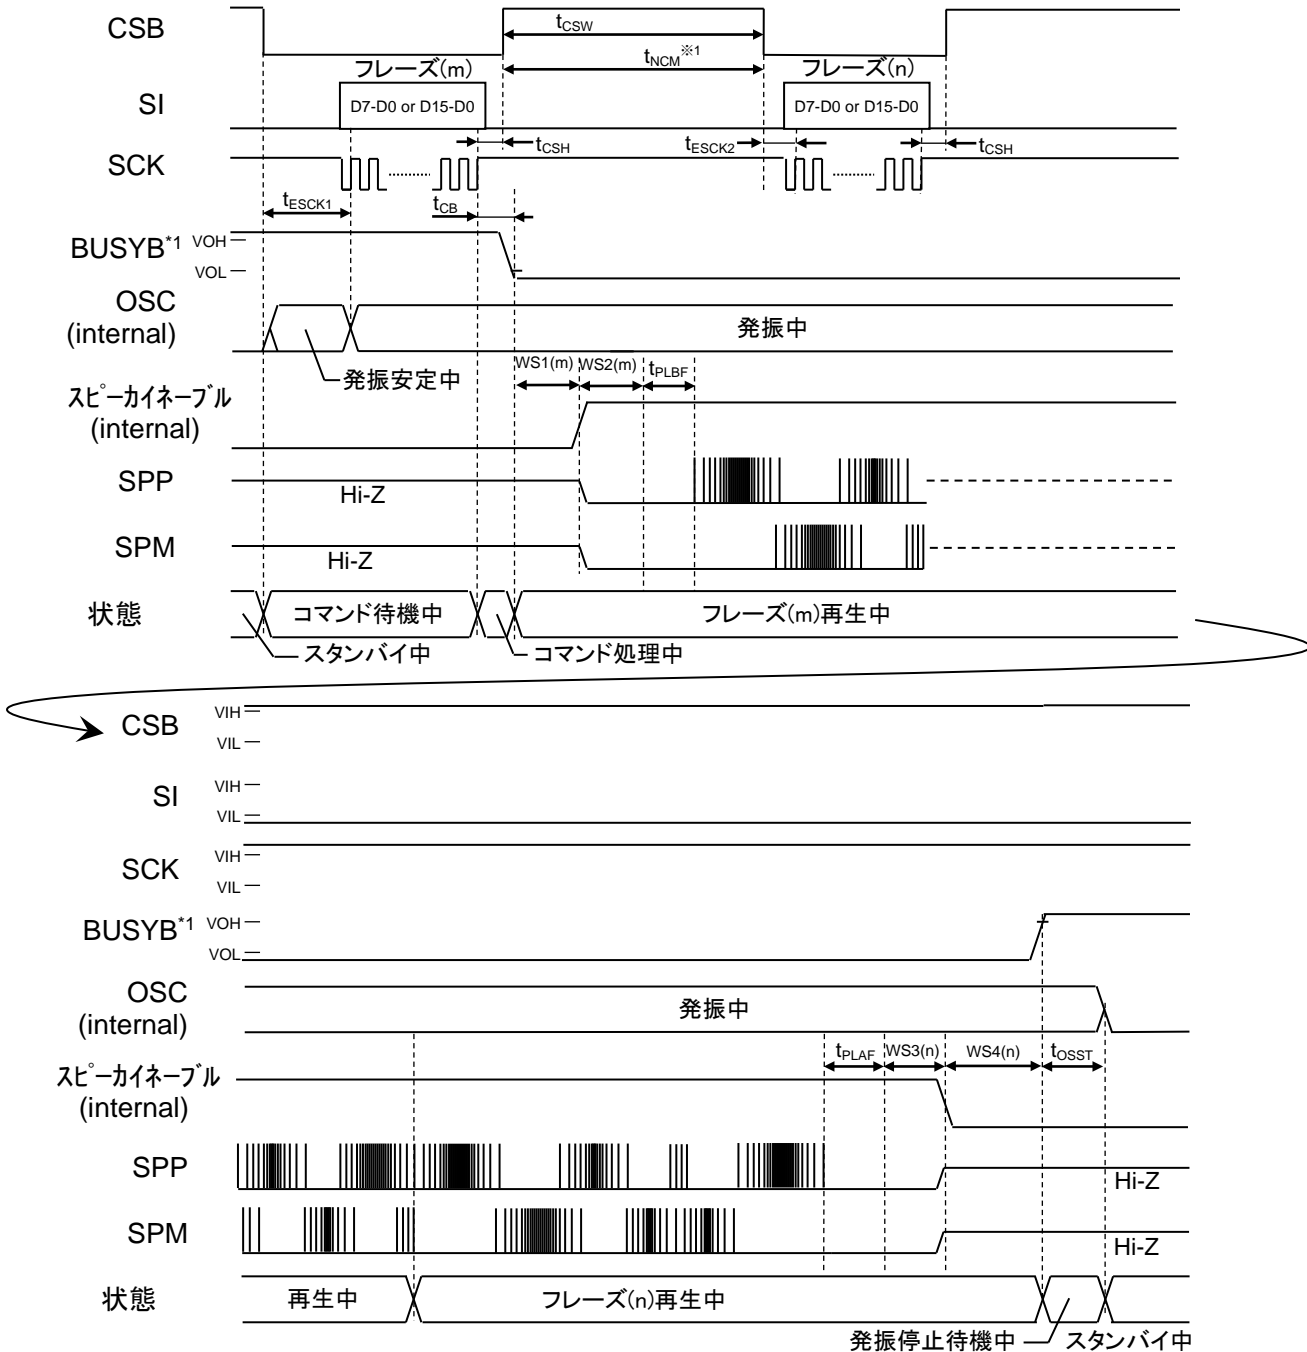 CSB
tCSW
tNCM※1
フレーズ(m)
フレーズ(n)
SI
D7-D0 or D15-D0
D7-D0 or D15-D0
tCSH
tESCK2
tCSH
SCK
tESCK1
tCB
BUSYB*1
VOH
VOL
OSC
(internal)
発振中
発振安定中
WS1(m)
WS2(m)
tPLBF
スピーカイネーブル
(internal)
SPP
Hi-Z
SPM
Hi-Z
状態
コマンド待機中
フレーズ(m)再生中
スタンバイ中
コマンド処理中
CSB
VIH
VIL
SI
VIH
VIL
SCK
VIH
VIL
BUSYB*1
VOH
VOL
OSC
(internal)
発振中
tPLAF
WS3(n)
WS4(n)
tOSST
スピーカイネーブル
(internal)
SPP
Hi-Z
SPM
Hi-Z
状態
再生中
フレーズ(n)再生中
発振停止待機中
スタンバイ中